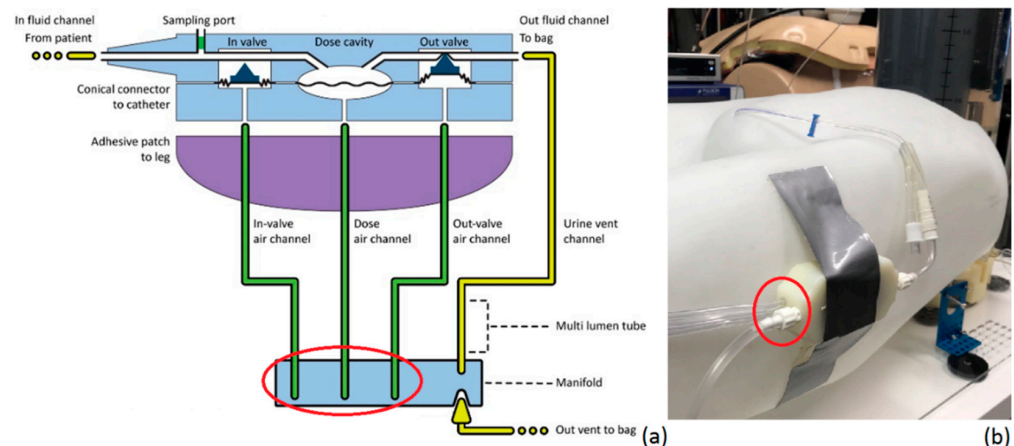 In fluid channel
From patient
Sampling port
In valve
Dose cavity
Out valve
Out fluid channel
To bag
Conical connector
to catheter
Adhesive patch
to leg
In-valve
air channel
Dose
air channel
Out-valve
air channel
Urine vent
channel
Multi lumen tube
Manifold
Out vent to bag
(a)
(b)